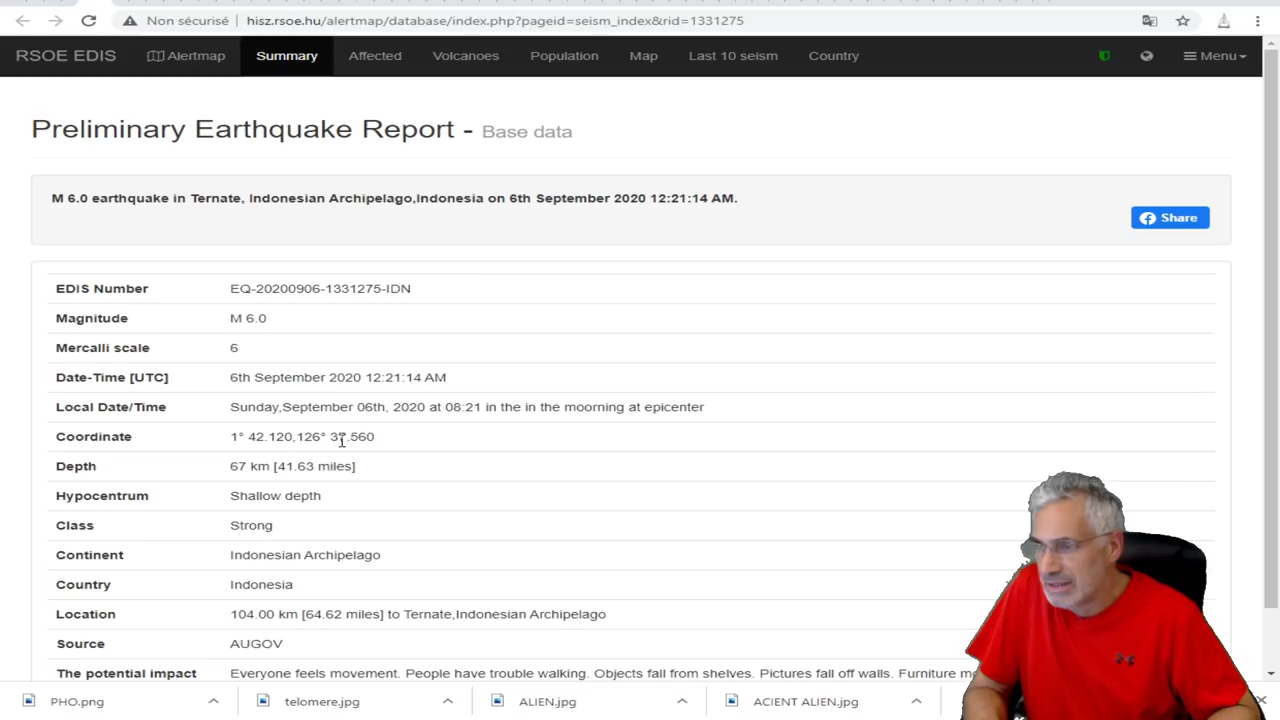 Non sécurisé hisz.rsoe.hu/alertmap/database/index.php?pageid=seism_index&rid=1331275
RSOE EDIS Alertmap Summary Affected Volcanoes Population Map Last 10 seism Country Menu
Preliminary Earthquake Report - Base data
M 6.0 earthquake in Ternate, Indonesian Archipelago,Indonesia on 6th September 2020 12:21:14 AM.
Share
EDIS Number EQ-20200906-1331275-IDN
Magnitude M 6.0
Mercalli scale 6
Date-Time [UTC] 6th September 2020 12:21:14 AM
Local Date/Time Sunday,September 06th, 2020 at 08:21 in the in the moorning at epicenter
Coordinate 1° 42.120,126°
Depth 67 km [41.63 miles]
Hypocentrum Shallow depth
Class Strong
Continent Indonesian Archipelago
Country Indonesia
Location 104.00 km [64.62 miles] to Ternate,Indonesian Archipelago
Source AUGOV
The potential impact Everyone feels movement. People have trouble walking. Objects fall from shelves. Pictures fall off walls. Furniture
PHO.png telomere.jpg ALIEN.jpg ACIENT ALIEN.jpg